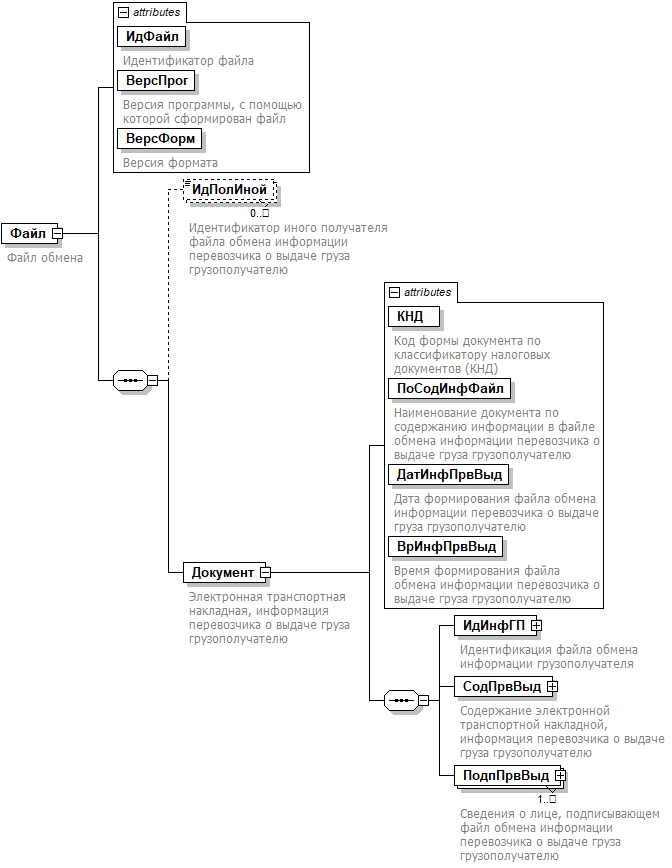 attributes
ИдФайл
Идентификатор файла
ВерсПрог
Версия программы, с помощью
которой сформирован файл
ВерсФорм
Версия формата
ИдПолИной
0..
Идентификатор иного получателя
файла обмена информации
перевозчика о выдаче груза
грузополучателю
Файл
Файл обмена
attributes
КНД
Код формы документа по
классификатору налоговых
документов (КНД)
ПоСодИнфФайл
Наименование документа по
содержанию информации в файле
обмена информации перевозчика о
выдаче груза грузополучателю
ДатИнфПрвВыд
Дата формирования файла обмена
информации перевозчика о выдаче
груза грузополучателю
ВрИнфПрвВыд
Время формирования файла
обмена информации перевозчика о
выдаче груза грузополучателю
Документ
Электронная транспортная
накладная, информация
перевозчика о выдаче груза
грузополучателю
ИдИнфГП
Идентификация файла обмена
информации грузополучателя
СодПрвВыд
Содержание электронной
транспортной накладной,
информация перевозчика о выдаче
груза грузополучателю
ПодпПрвВыд
1..
Сведения о лице, подписывающем
файл обмена информации
перевозчика о выдаче груза
грузополучателю